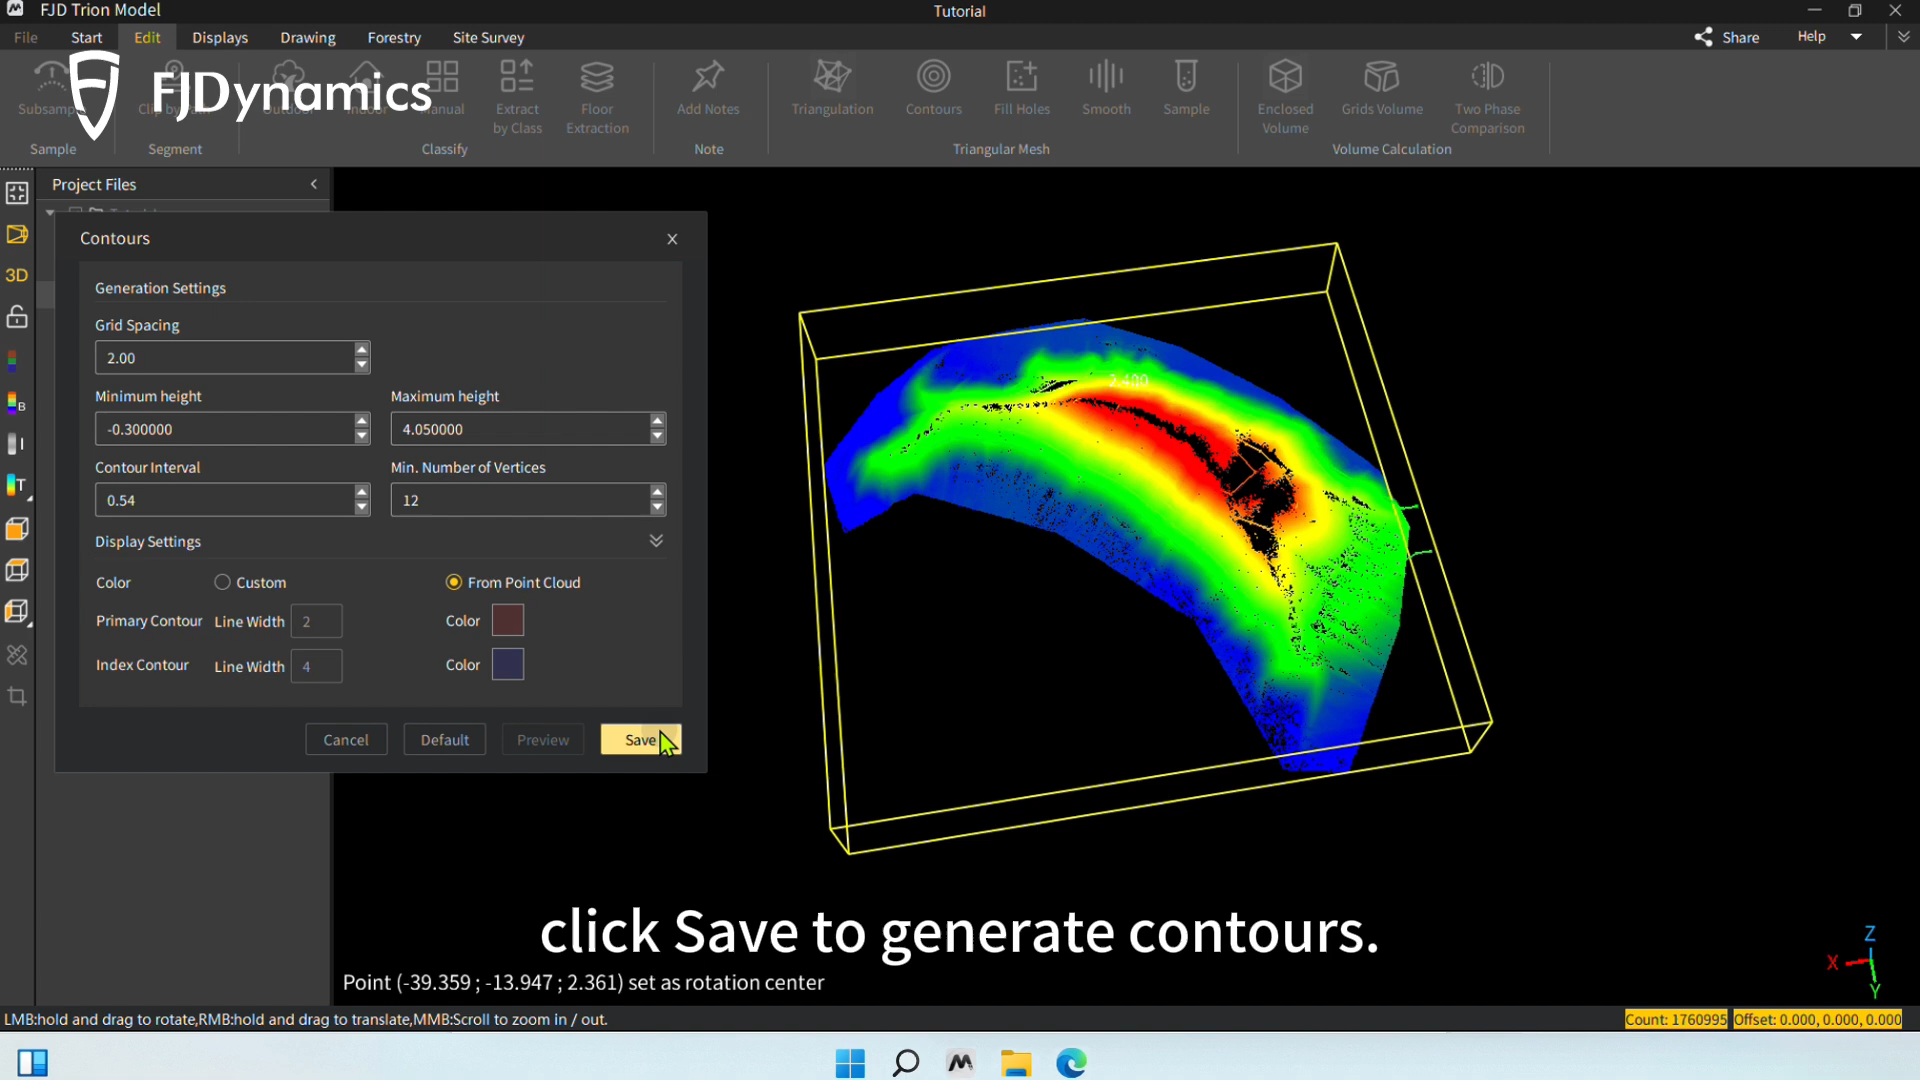 FJD Trion Model
Tutorial
File Start Edit Displays Drawing Forestry Site Survey
Share Help
FJDynamics
Extract by Class
Floor Extraction
Add Notes
Triangulation
Contours
Fill Holes
Smooth
Sample
Enclosed Volume
Grids Volume
Two Phase Comparison
Sample Segment Classify Note Triangular Mesh Volume Calculation
Project Files
3D
B
I
T
Contours
Generation Settings
Grid Spacing
2.00
Minimum height Maximum height
-0.300000 4.050000
Contour Interval Min. Number of Vertices
0.54 12
Display Settings
Color Custom From Point Cloud
Primary Contour Line Width 2 Color
Index Contour Line Width 4 Color
Cancel Default Preview Save
2.400
click Save to generate contours.
Point (-39.359 ; -13.947 ; 2.361) set as rotation center
Z
X
Y
LMB:hold and drag to rotate,RMB:hold and drag to translate,MMB:Scroll to zoom in / out.
Count: 1760995 Offset: 0.000, 0.000, 0.000